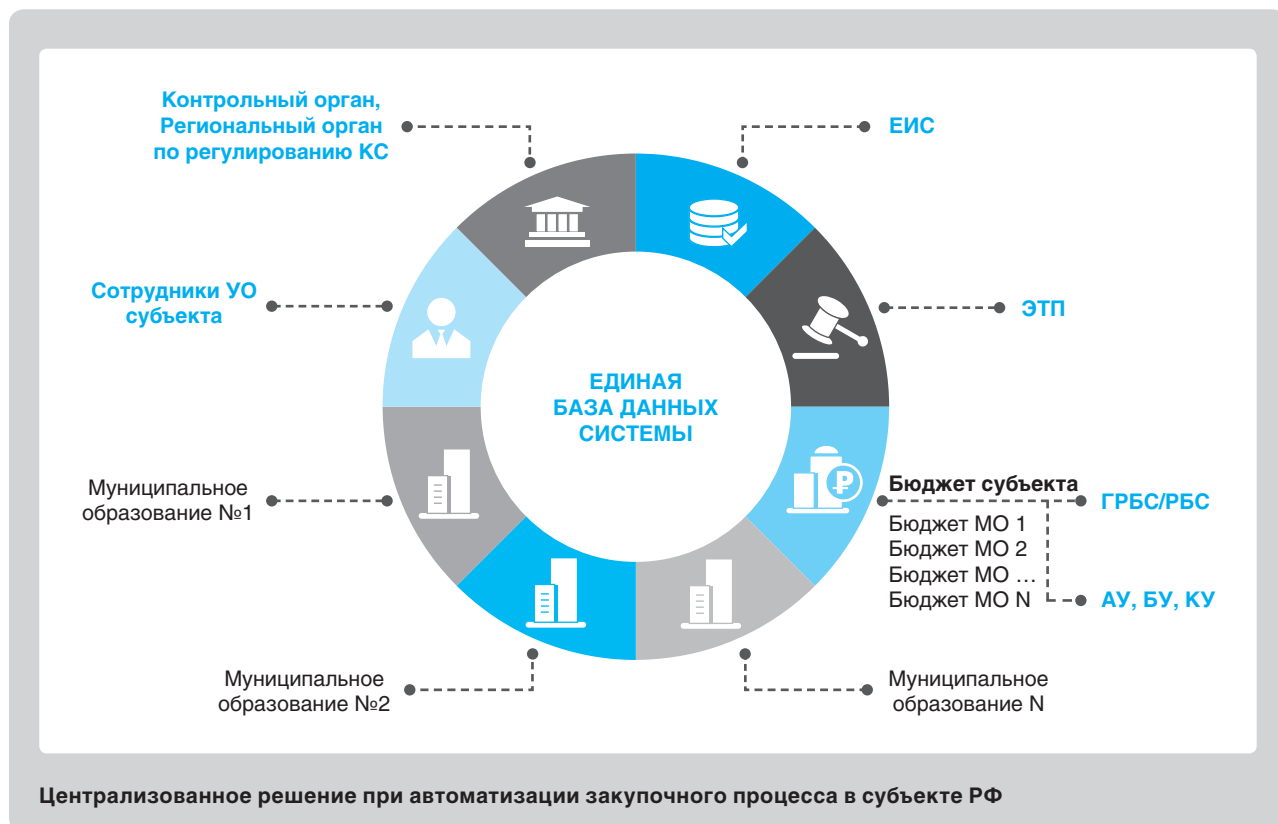 Контрольный орган,
Региональный орган
по регулированию КС
ЕИС
Сотрудники УО
субъекта
ЭТП
ЕДИНАЯ
БАЗА ДАННЫХ
СИСТЕМЫ
Муниципальное
образование №1
Бюджет субъекта
Бюджет МО 1
Бюджет МО 2
Бюджет МО ...
Бюджет МО N
ГРБС/РБС
АУ, БУ, КУ
Муниципальное
образование №2
Муниципальное
образование N
Централизованное решение при автоматизации закупочного процесса в субъекте РФ